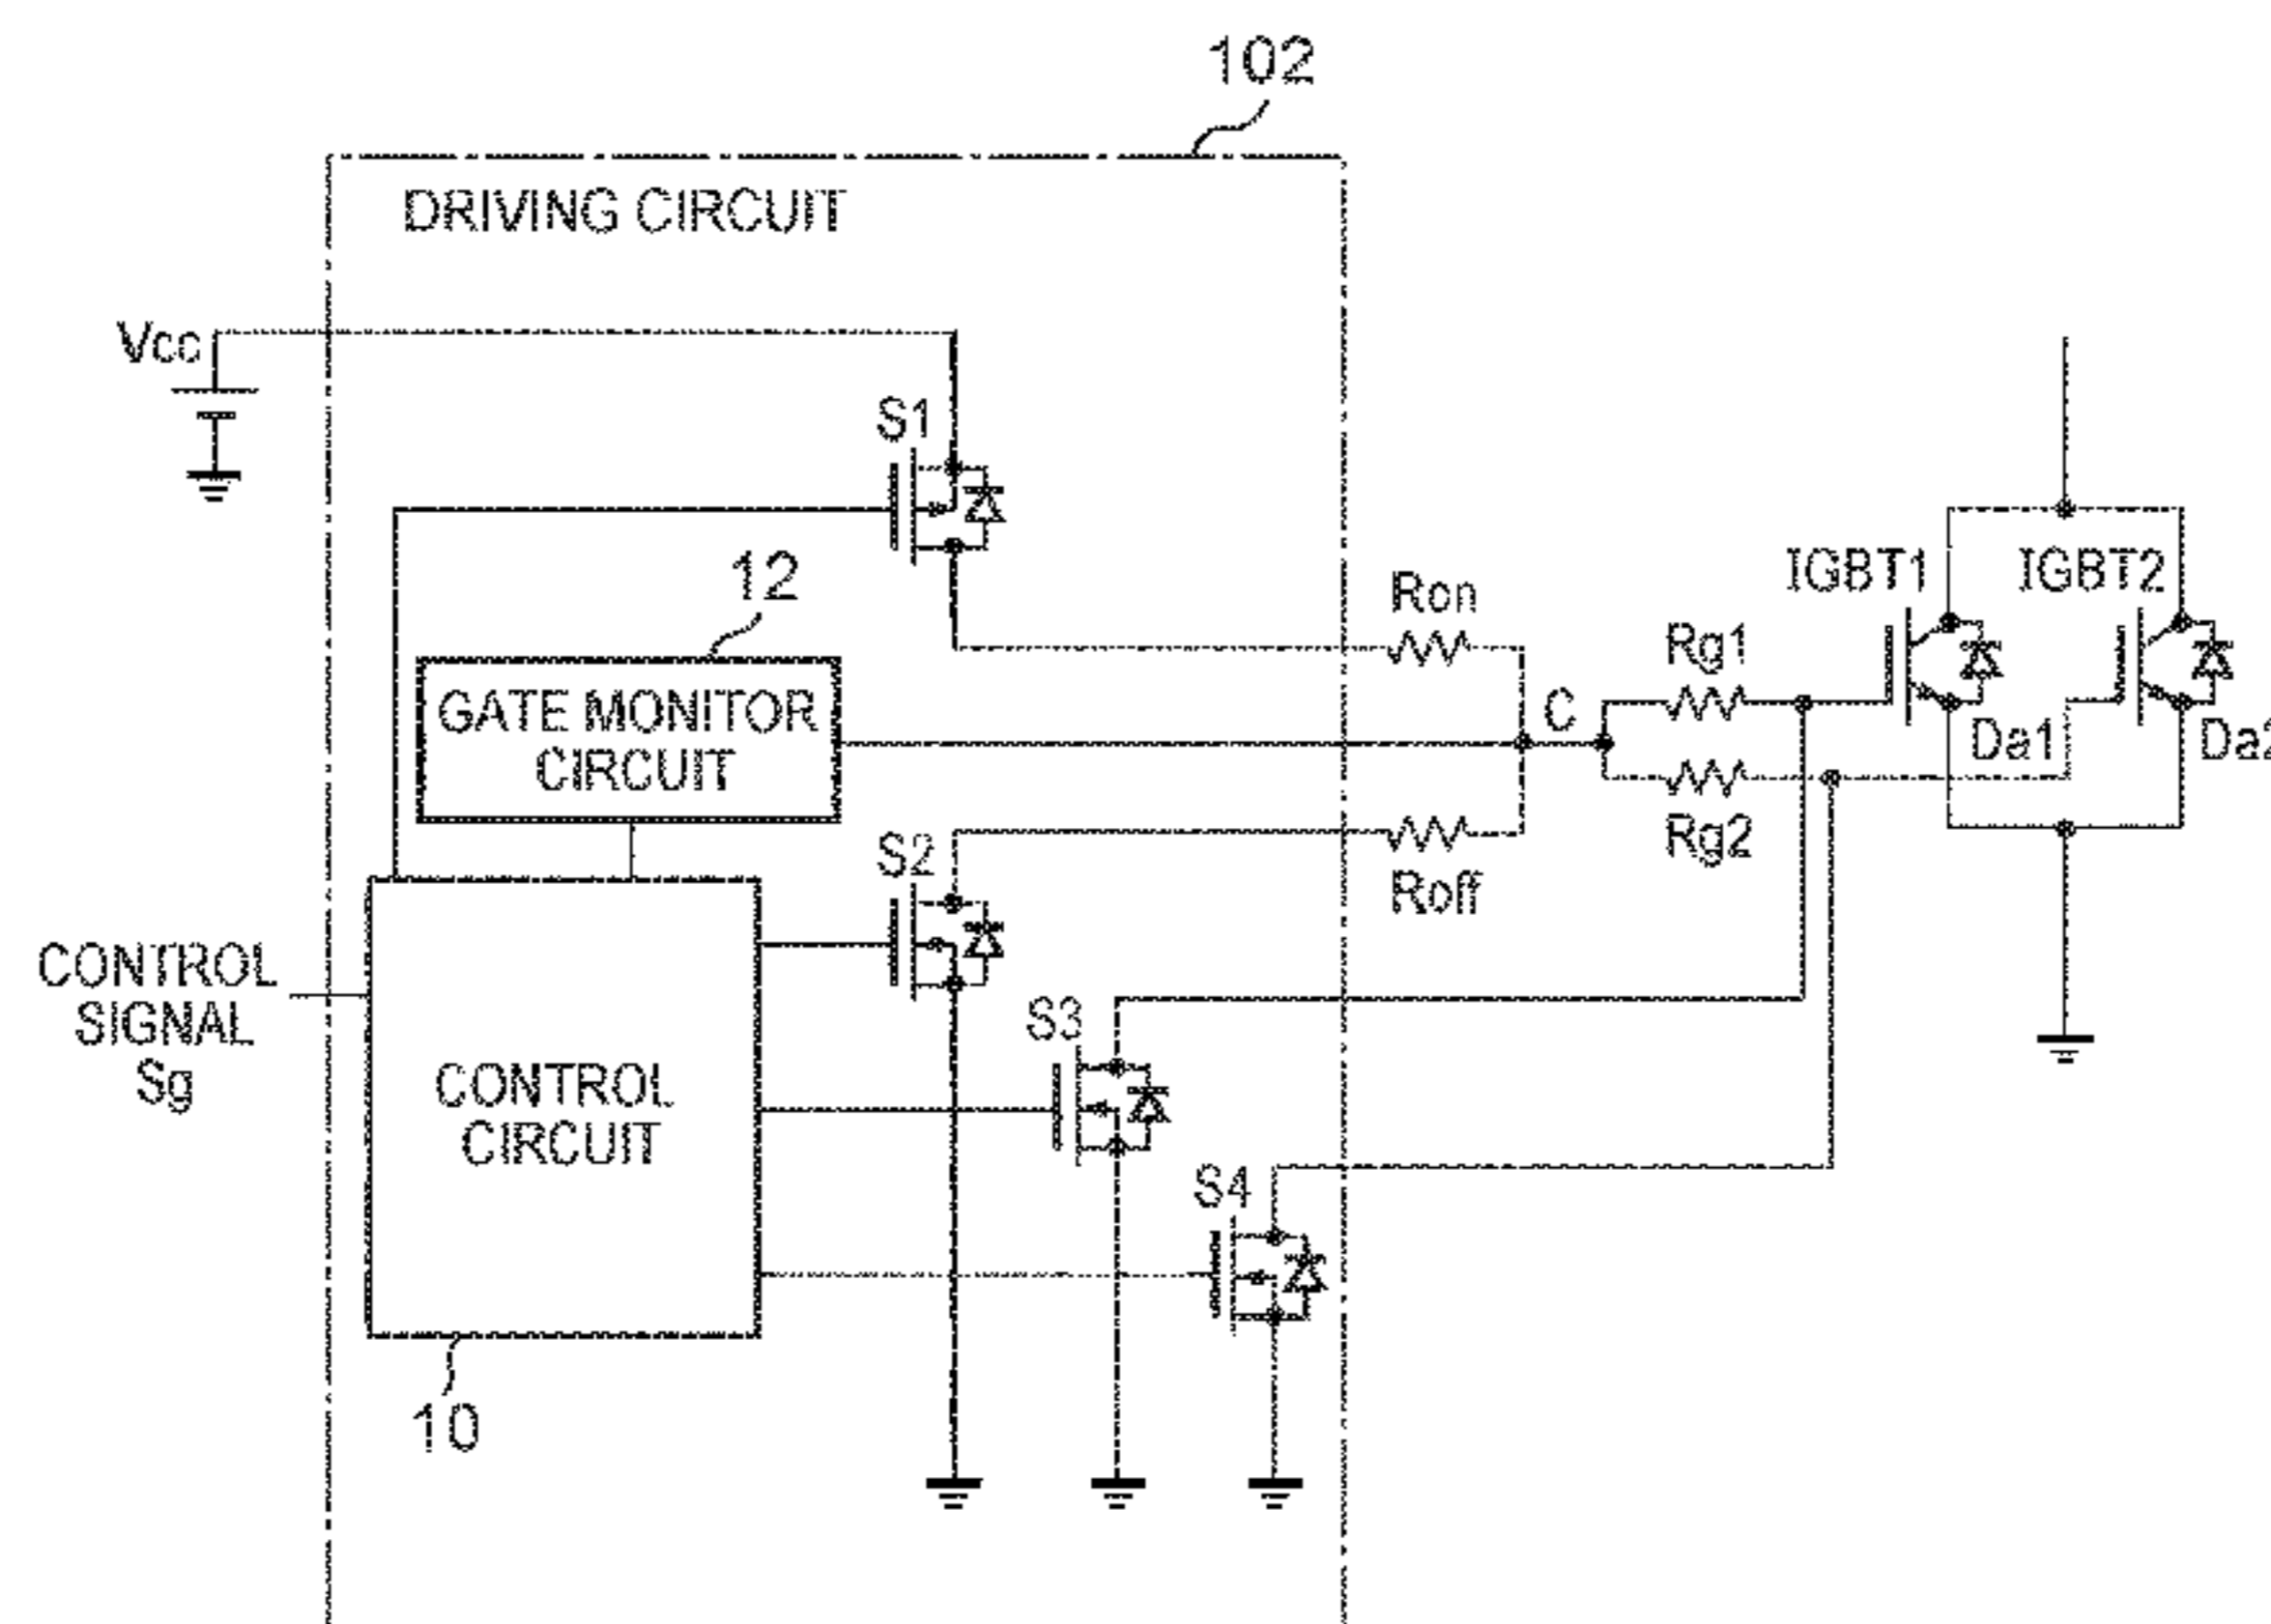 102
DRIVING CIRCUIT
Vcc
S1
12
Ron
IGBT1
IGBT2
Rg1
GATE MONITOR
CIRCUIT
C
Da1
Da2
S2
Rg2
Roff
CONTROL
SIGNAL
Sg
S3
CONTROL
CIRCUIT
S4
10